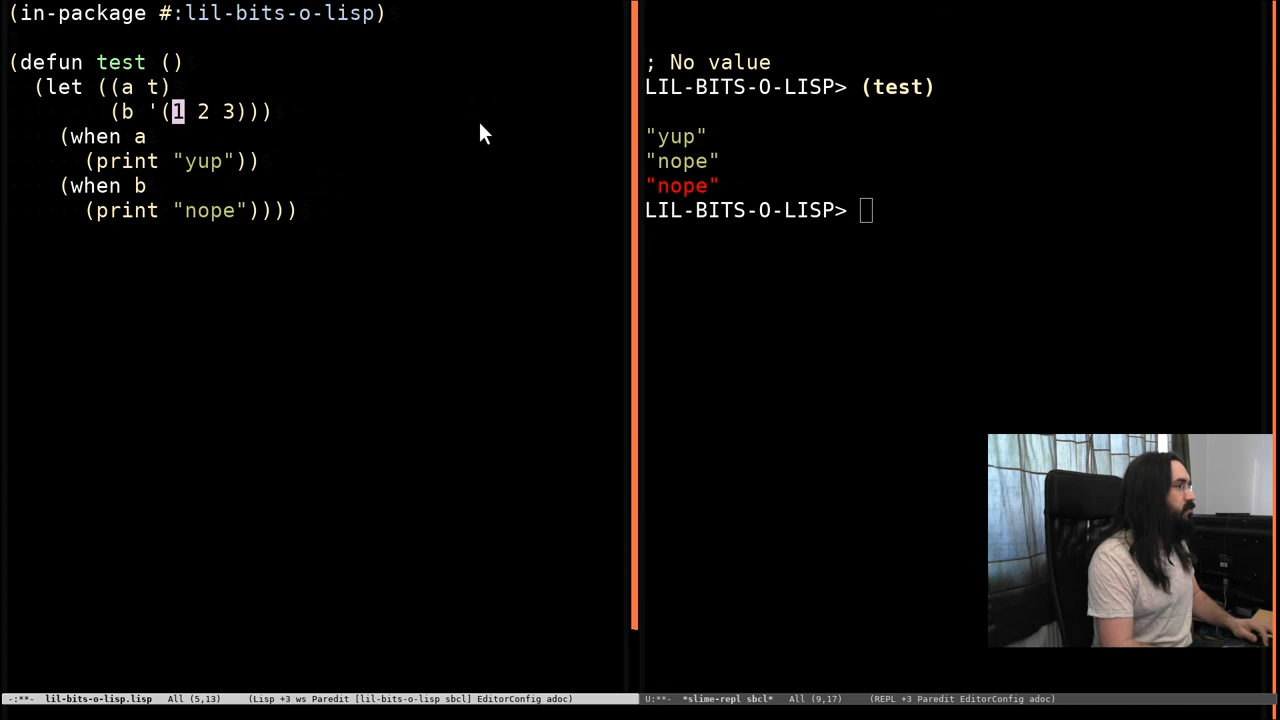 (in-package #:lil-bits-o-lisp)
(defun test ()
(let ((a t)
(b '(1 2 3)))
(when a
(print "yup"))
(when b
(print "nope"))))
; No value
LIL-BITS-O-LISP> (test)
"yup"
"nope"
"nope"
LIL-BITS-O-LISP>
-:**- lil-bits-o-lisp.lisp All (5,13) (Lisp +3 ws Paredit [lil-bits-o-lisp sbcl] EditorConfig adoc)
U:**- *slime-repl sbcl* All (9,17) (REPL +3 Paredit EditorConfig adoc)